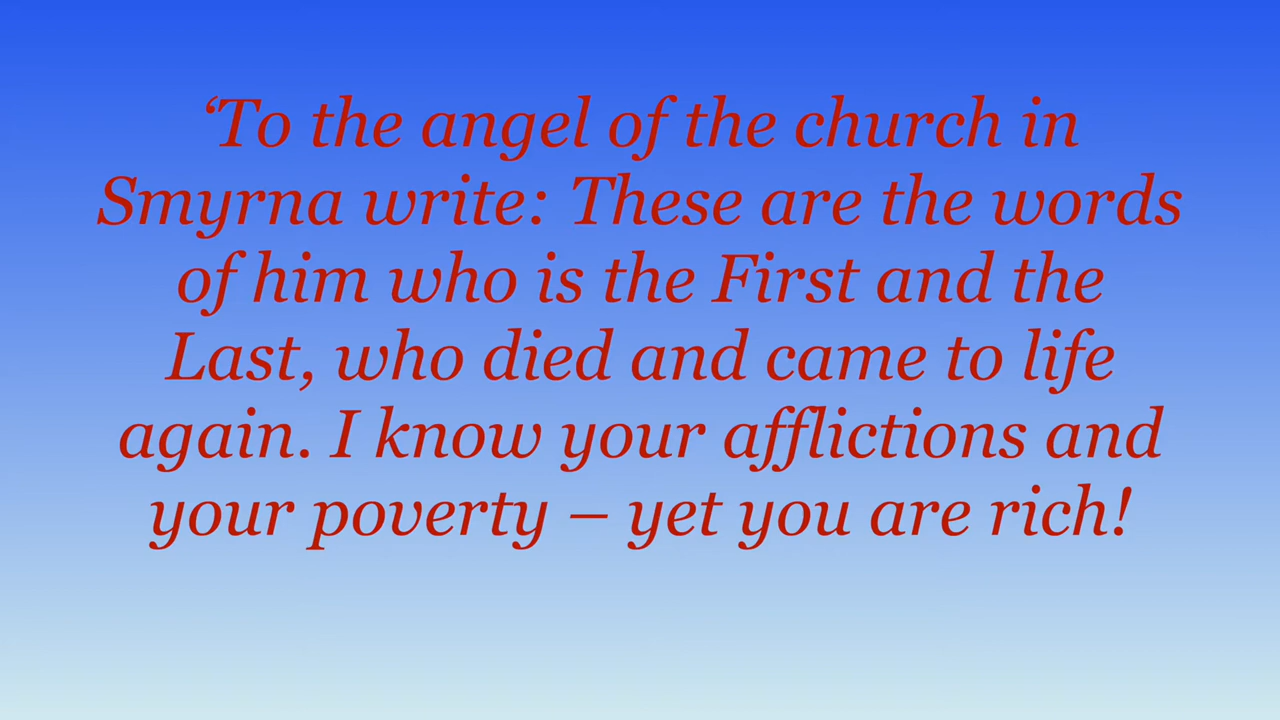 ‘To the angel of the church in
Smyrna write: These are the words
of him who is the First and the
Last, who died and came to life
again. I know your afflictions and
your poverty – yet you are rich!